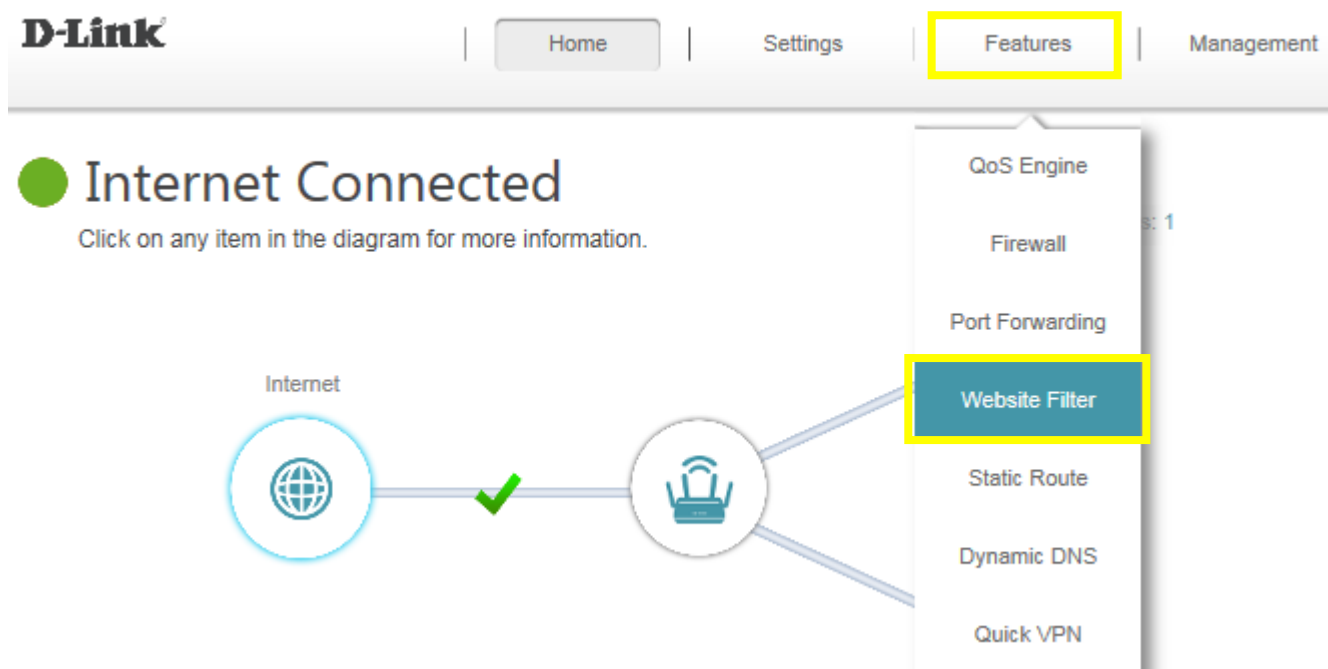 D-Link
Home
Settings
Features
Management
Internet Connected
Click on any item in the diagram for more information.
QoS Engine
s: 1
Firewall
Port Forwarding
Internet
Website Filter
Static Route
Dynamic DNS
Quick VPN